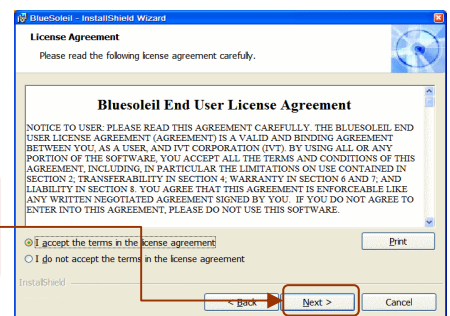 BlueSoleil - InstallShield Wizard
License Agreement
Please read the following license agreement carefully.
Bluesoleil End User License Agreement
NOTICE TO USER: PLEASE READ THIS AGREEMENT CAREFULLY. THE BLUESOLEIL END
USER LICENSE AGREEMENT (AGREEMENT) IS A VALID AND BINDING AGREEMENT
BETWEEN YOU, AS A USER, AND IVT CORPORATION (IVT). BY USING ALL OR ANY
PORTION OF THE SOFTWARE, YOU ACCEPT ALL THE TERMS AND CONDITIONS OF THIS
AGREEMENT, INCLUDING, IN PARTICULAR THE LIMITATIONS ON USE CONTAINED IN
SECTION 2; TRANSFERABILITY IN SECTION 4; WARRANTY IN SECTION 6 AND 7; AND
LIABILITY IN SECTION 8. YOU AGREE THAT THIS AGREEMENT IS ENFORCEABLE LIKE
ANY WRITTEN NEGOTIATED AGREEMENT SIGNED BY YOU. IF YOU DO NOT AGREE TO
ENTER INTO THIS AGREEMENT, PLEASE DO NOT USE THIS SOFTWARE.
I accept the terms in the license agreement
Print
I do not accept the terms in the license agreement
InstallShield
< Back
Next >
Cancel